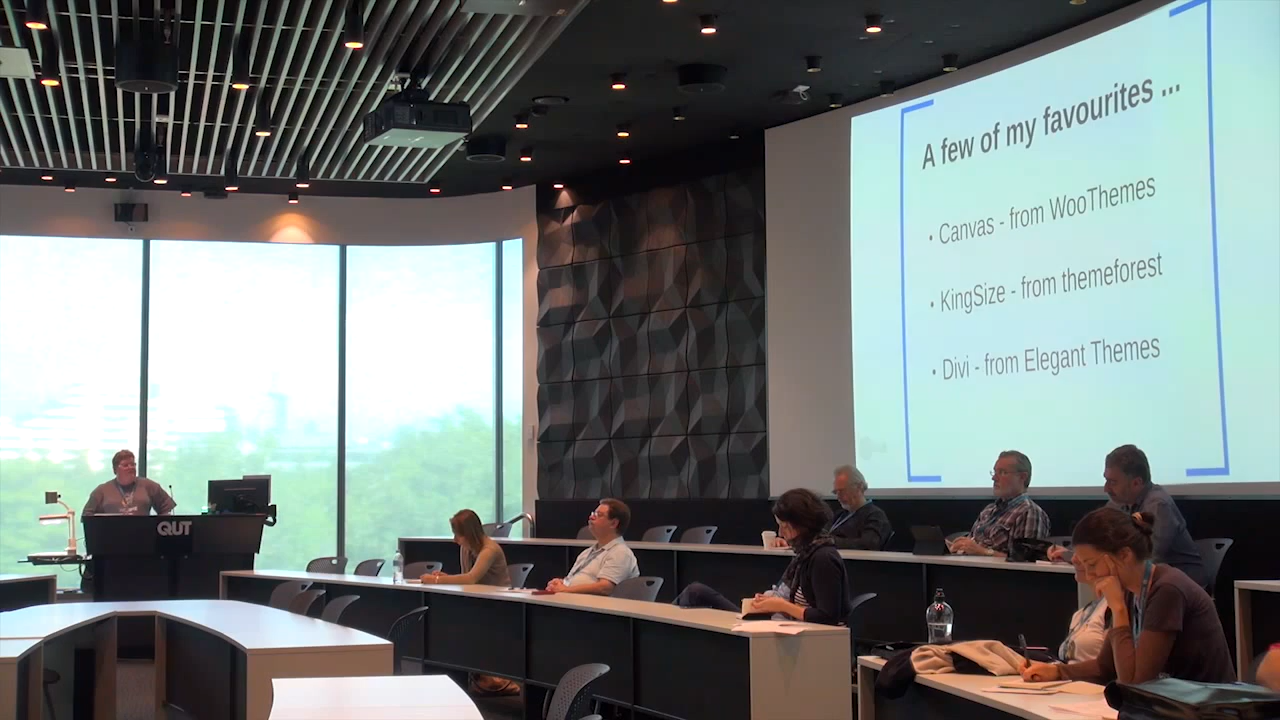 A few of my favourites ...
• Canvas - from WooThemes
• KingSize - from themeforest
• Divi - from Elegant Themes
QUT